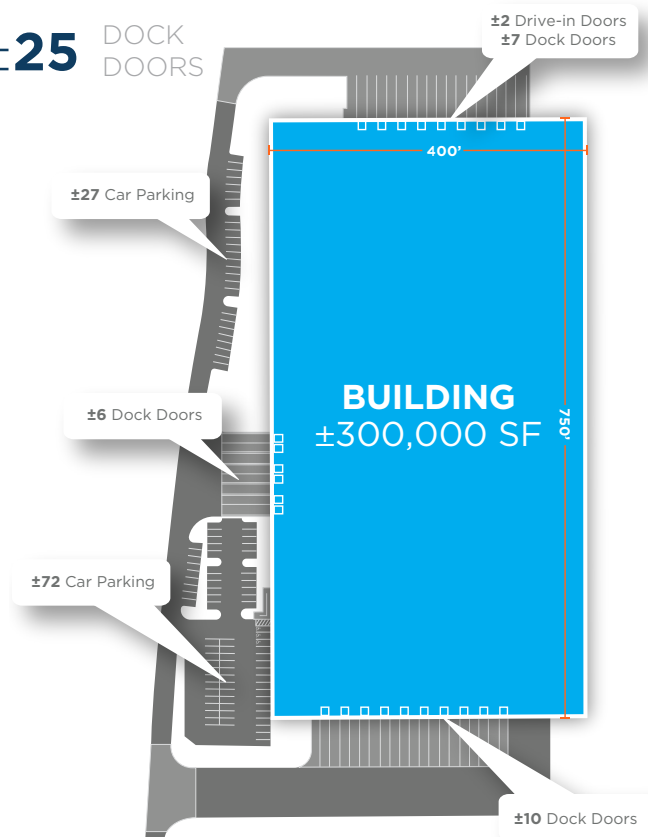 ±25 DOCK
DOORS
±2 Drive-in Doors
±7 Dock Doors
400'
±27 Car Parking
BUILDING
±300,000 SF
750'
±6 Dock Doors
±72 Car Parking
±10 Dock Doors